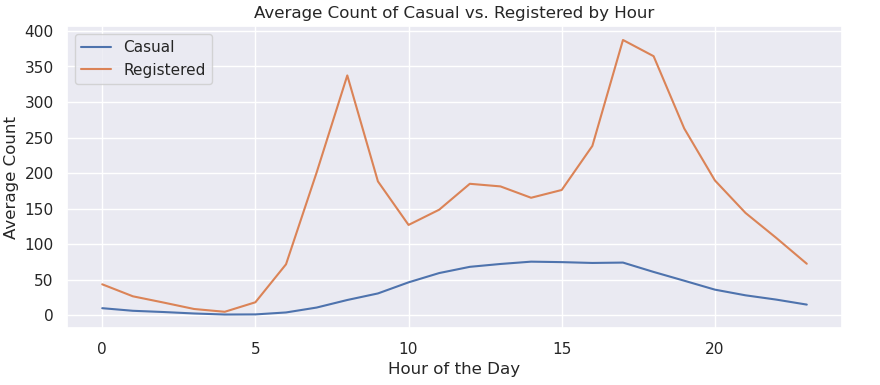 Average Count of Casual vs. Registered by Hour
Casual
Registered
Average Count
400
350
300
250
200
150
100
50
0
0 5 10 15 20
Hour of the Day